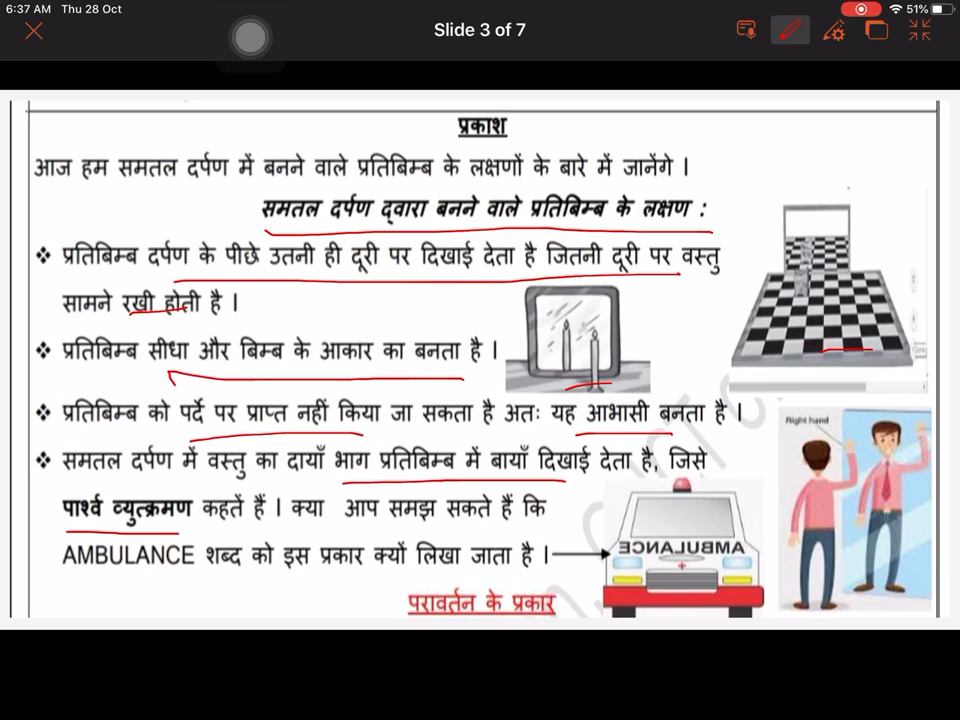 6:37 AM Thu 28 Oct
51%
Slide 3 of 7
प्रकाश
आज हम समतल दर्पण में बनने वाले प्रतिबिम्ब के लक्षणों के बारे में जानेंगे ।
समतल दर्पण द्वारा बनने वाले प्रतिबिम्ब के लक्षण :
❖ प्रतिबिम्ब दर्पण के पीछे उतनी ही दूरी पर दिखाई देता है जितनी दूरी पर वस्तु
सामने रखी होती है ।
❖ प्रतिबिम्ब सीधा और बिम्ब के आकार का बनता है ।
❖ प्रतिबिम्ब को पर्दे पर प्राप्त नहीं किया जा सकता है अतः यह आभासी बनता है ।
Right hand
❖ समतल दर्पण में वस्तु का दायाँ भाग प्रतिबिम्ब में बायाँ दिखाई देता है, जिसे
पार्श्व व्युत्क्रमण कहतें हैं । क्या आप समझ सकते हैं कि
AMBULANCE शब्द को इस प्रकार क्यों लिखा जाता है ।
AMBULANCE
परावर्तन के प्रकार